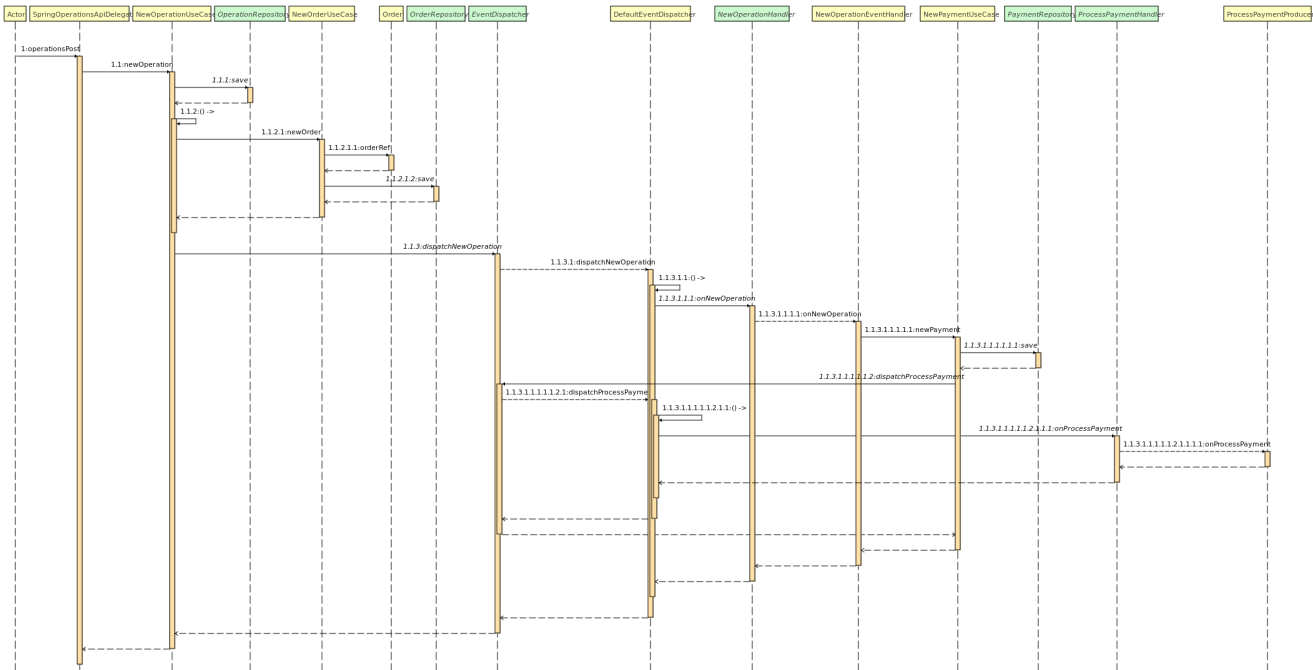 Actor
SpringOperationsApiDelegat
NewOperationUseCase
OperationRepository
NewOrderUseCase
Order
OrderRepository
EventDispatcher
DefaultEventDispatcher
NewOperationHandler
NewOperationEventHandler
NewPaymentUseCase
PaymentRepository
ProcessPaymentHandler
ProcessPaymentProducer
1:operationsPost
1.1:newOperation
1.1.1:save
1.1.2:() ->
1.1.2.1:newOrder
1.1.2.1.1:orderRef
1.1.2.1.2:save
1.1.3:dispatchNewOperation
1.1.3.1:dispatchNewOperation
1.1.3.1.1:() ->
1.1.3.1.1.1:onNewOperation
1.1.3.1.1.1.1:onNewOperation
1.1.3.1.1.1.1.1:newPayment
1.1.3.1.1.1.1.1.1:save
1.1.3.1.1.1.1.1.2:dispatchProcessPayment
1.1.3.1.1.1.1.1.2.1:dispatchProcessPayme
1.1.3.1.1.1.1.1.2.1.1:() ->
1.1.3.1.1.1.1.1.2.1.1.1:onProcessPayment
1.1.3.1.1.1.1.1.2.1.1.1.1:onProcessPayment